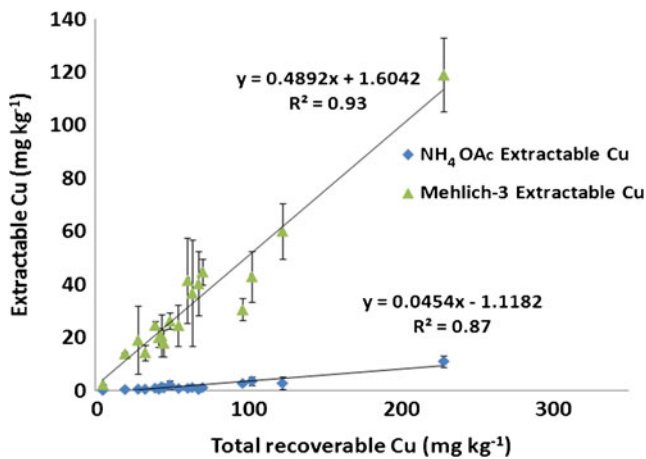 140
120
100
80
60
40
20
0
Extractable Cu (mg kg⁻¹)
y = 0.4892x + 1.6042
R² = 0.93
NH₄ OAc Extractable Cu
Mehlich-3 Extractable Cu
y = 0.0454x - 1.1182
R² = 0.87
0 100 200 300
Total recoverable Cu (mg kg⁻¹)